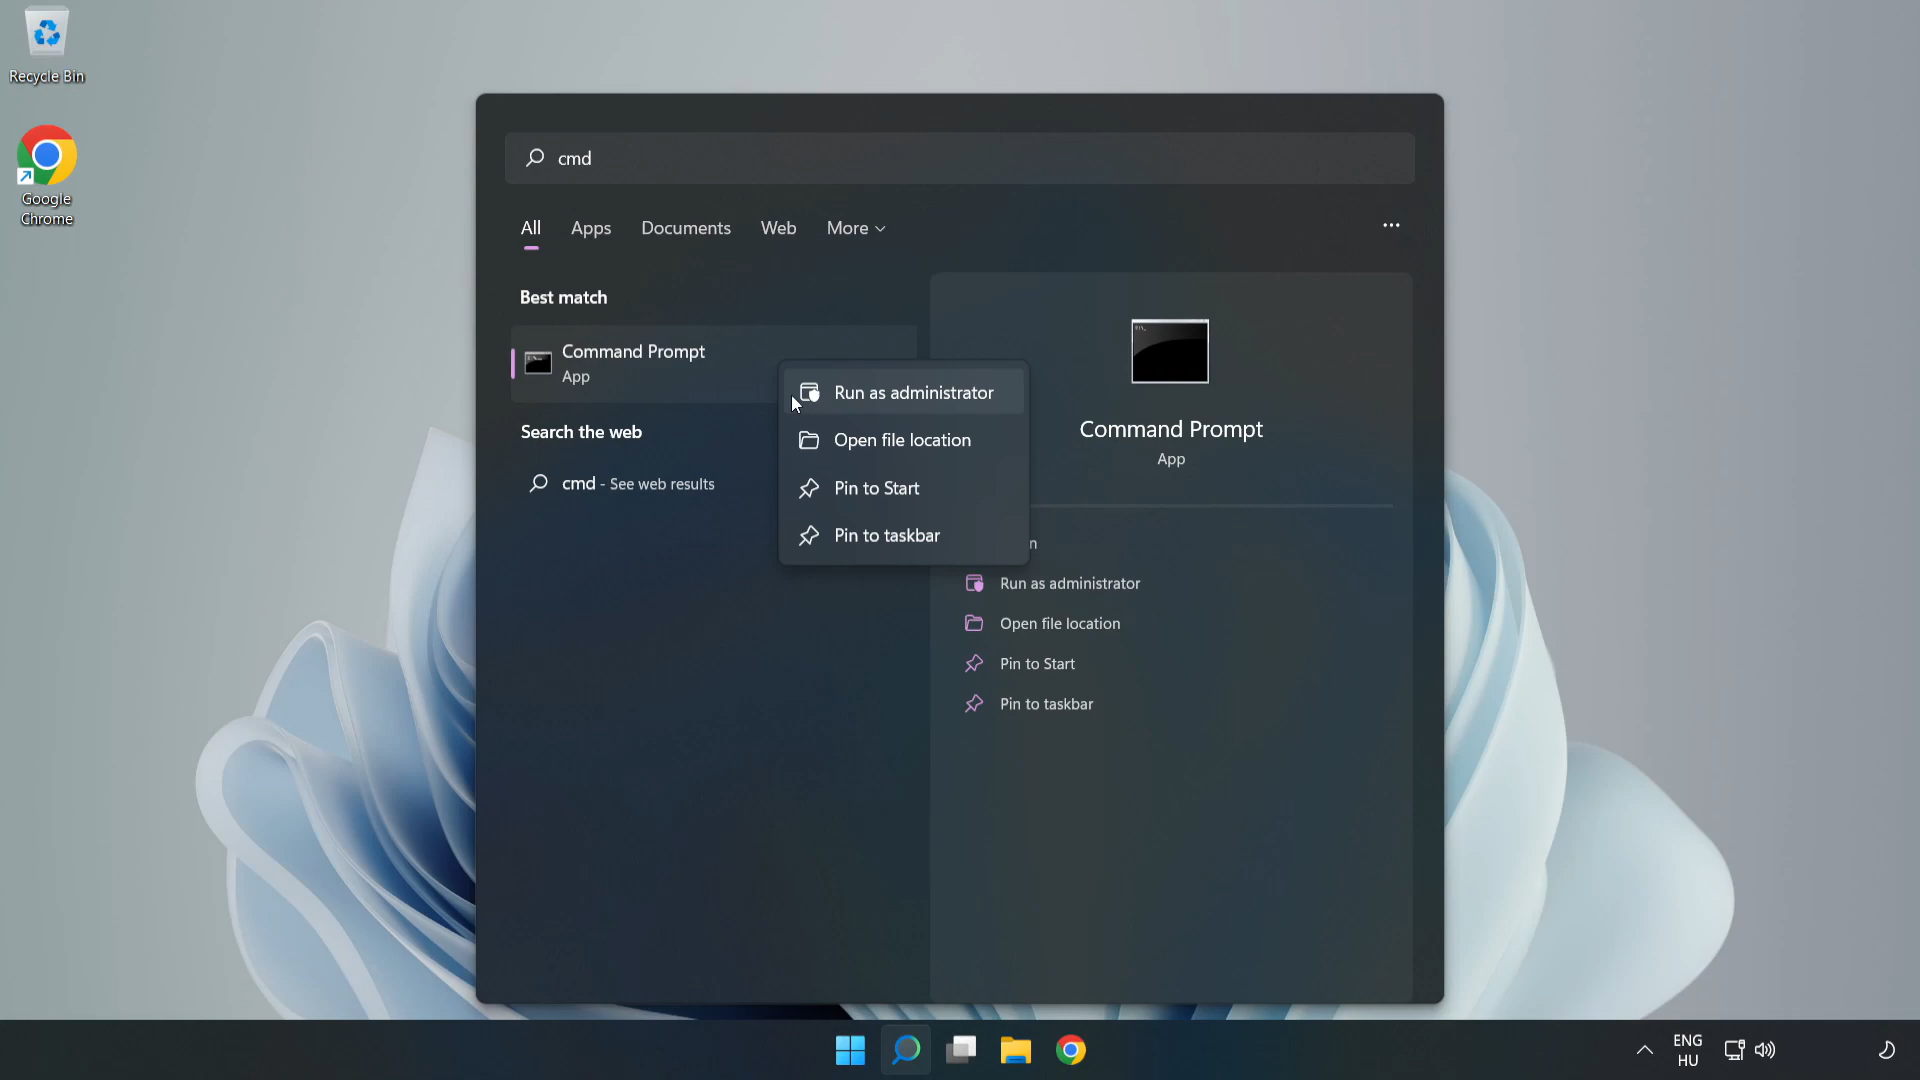 Recycle Bin
Google
Chrome
cmd
All Apps Documents Web More
Best match
Command Prompt
App
Search the web
cmd - See web results
Run as administrator
Open file location
Pin to Start
Pin to taskbar
Command Prompt
App
Run as administrator
Open file location
Pin to Start
Pin to taskbar
ENG
HU